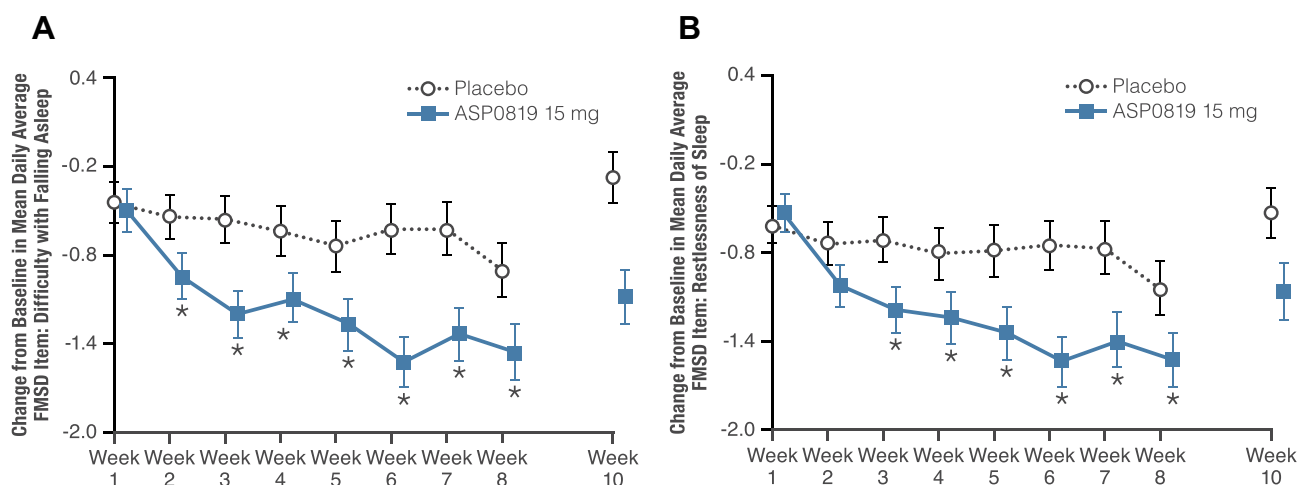 A
Change from Baseline in Mean Daily Average
FMSD Item: Difficulty with Falling Asleep
0.4
-0.2
-0.8
-1.4
-2.0
Placebo
ASP0819 15 mg
*
*
*
*
*
*
*
Week Week Week Week Week Week Week Week Week
1 2 3 4 5 6 7 8 10
B
Change from Baseline in Mean Daily Average
FMSD Item: Restlessness of Sleep
0.4
-0.2
-0.8
-1.4
-2.0
Placebo
ASP0819 15 mg
*
*
*
*
*
*
Week Week Week Week Week Week Week Week Week
1 2 3 4 5 6 7 8 10